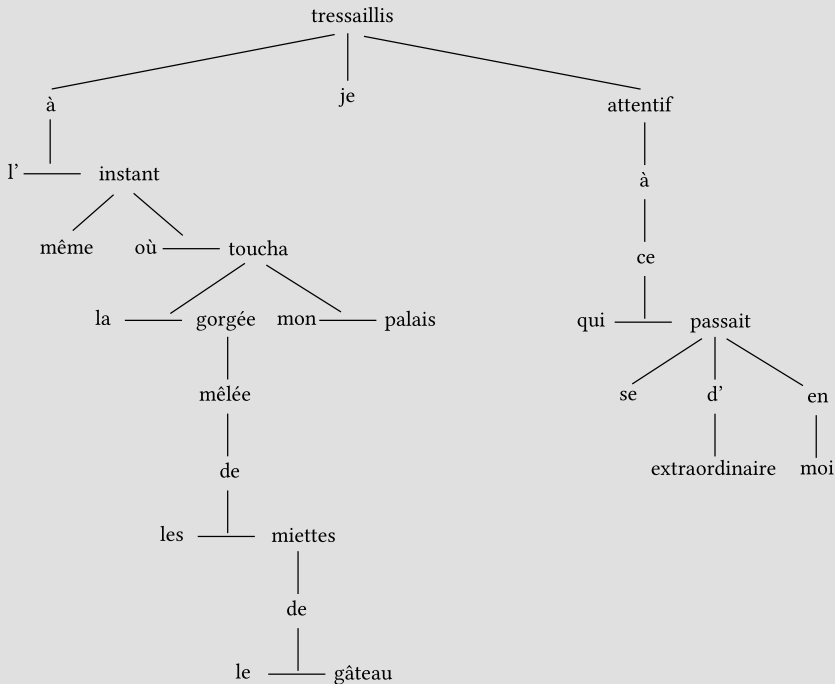 tressaillis
à je attentif
l' instant à
même où toucha ce
la gorgée mon palais qui passait
mêlée se d' en
de extraordinaire moi
les miettes
de
le gâteau